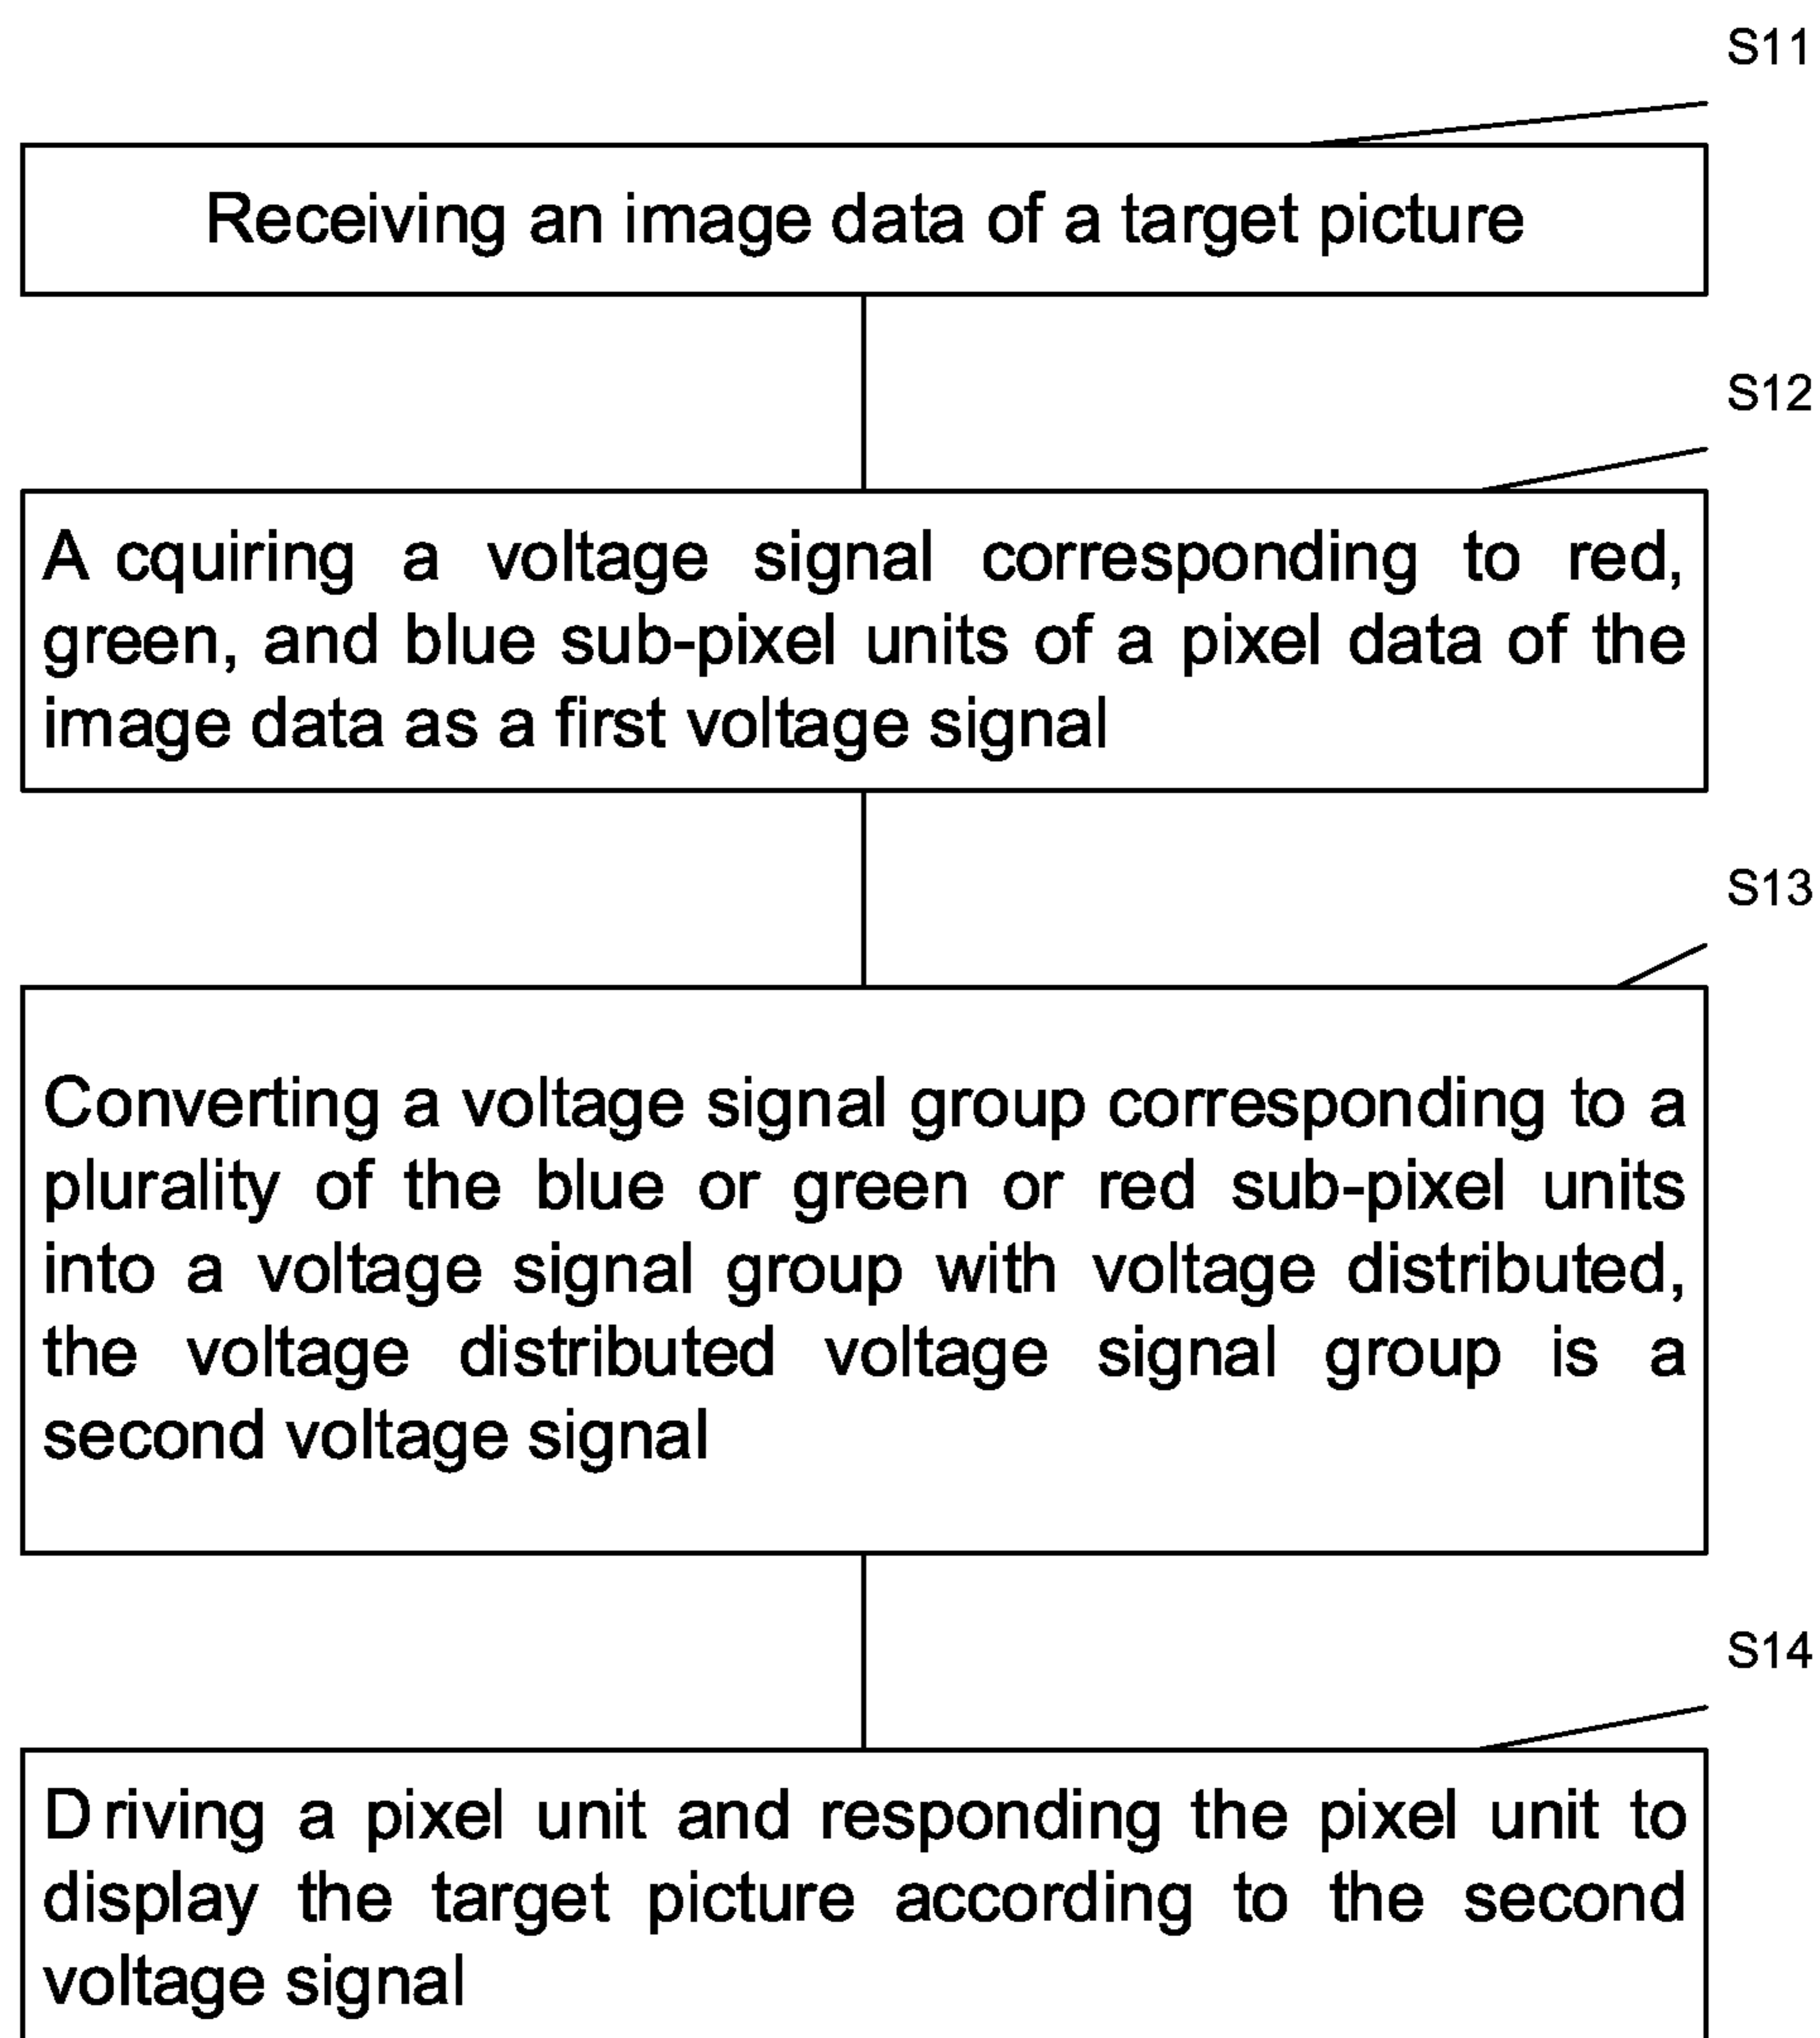 S11
Receiving an image data of a target picture
S12
A cquiring a voltage signal corresponding to red,
green, and blue sub-pixel units of a pixel data of the
image data as a first voltage signal
S13
Converting a voltage signal group corresponding to a
plurality of the blue or green or red sub-pixel units
into a voltage signal group with voltage distributed,
the voltage distributed voltage signal group is a
second voltage signal
S14
D riving a pixel unit and responding the pixel unit to
display the target picture according to the second
voltage signal